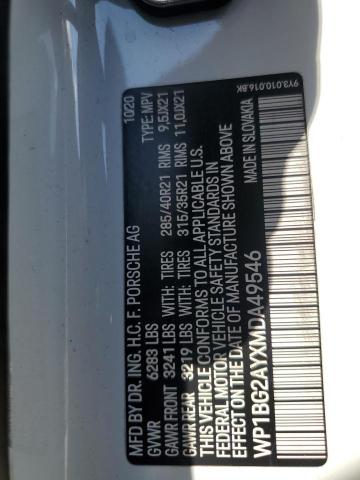 9Y3.010.016.BK
MFD BY DR. ING. H.C. F. PORSCHE AG 10/20
GVWR 6283 LBS TYPE: MPV
GAWR FRONT 3241 LBS WITH: TIRES 285/40R21 RIMS 9,5JX21
GAWR REAR 3219 LBS WITH: TIRES 315/35R21 RIMS 11,0JX21
THIS VEHICLE CONFORMS TO ALL APPLICABLE U.S.
FEDERAL MOTOR VEHICLE SAFETY STANDARDS IN
EFFECT ON THE DATE OF MANUFACTURE SHOWN ABOVE
WP1BG2AYXMDA49546 MADE IN SLOVAKIA